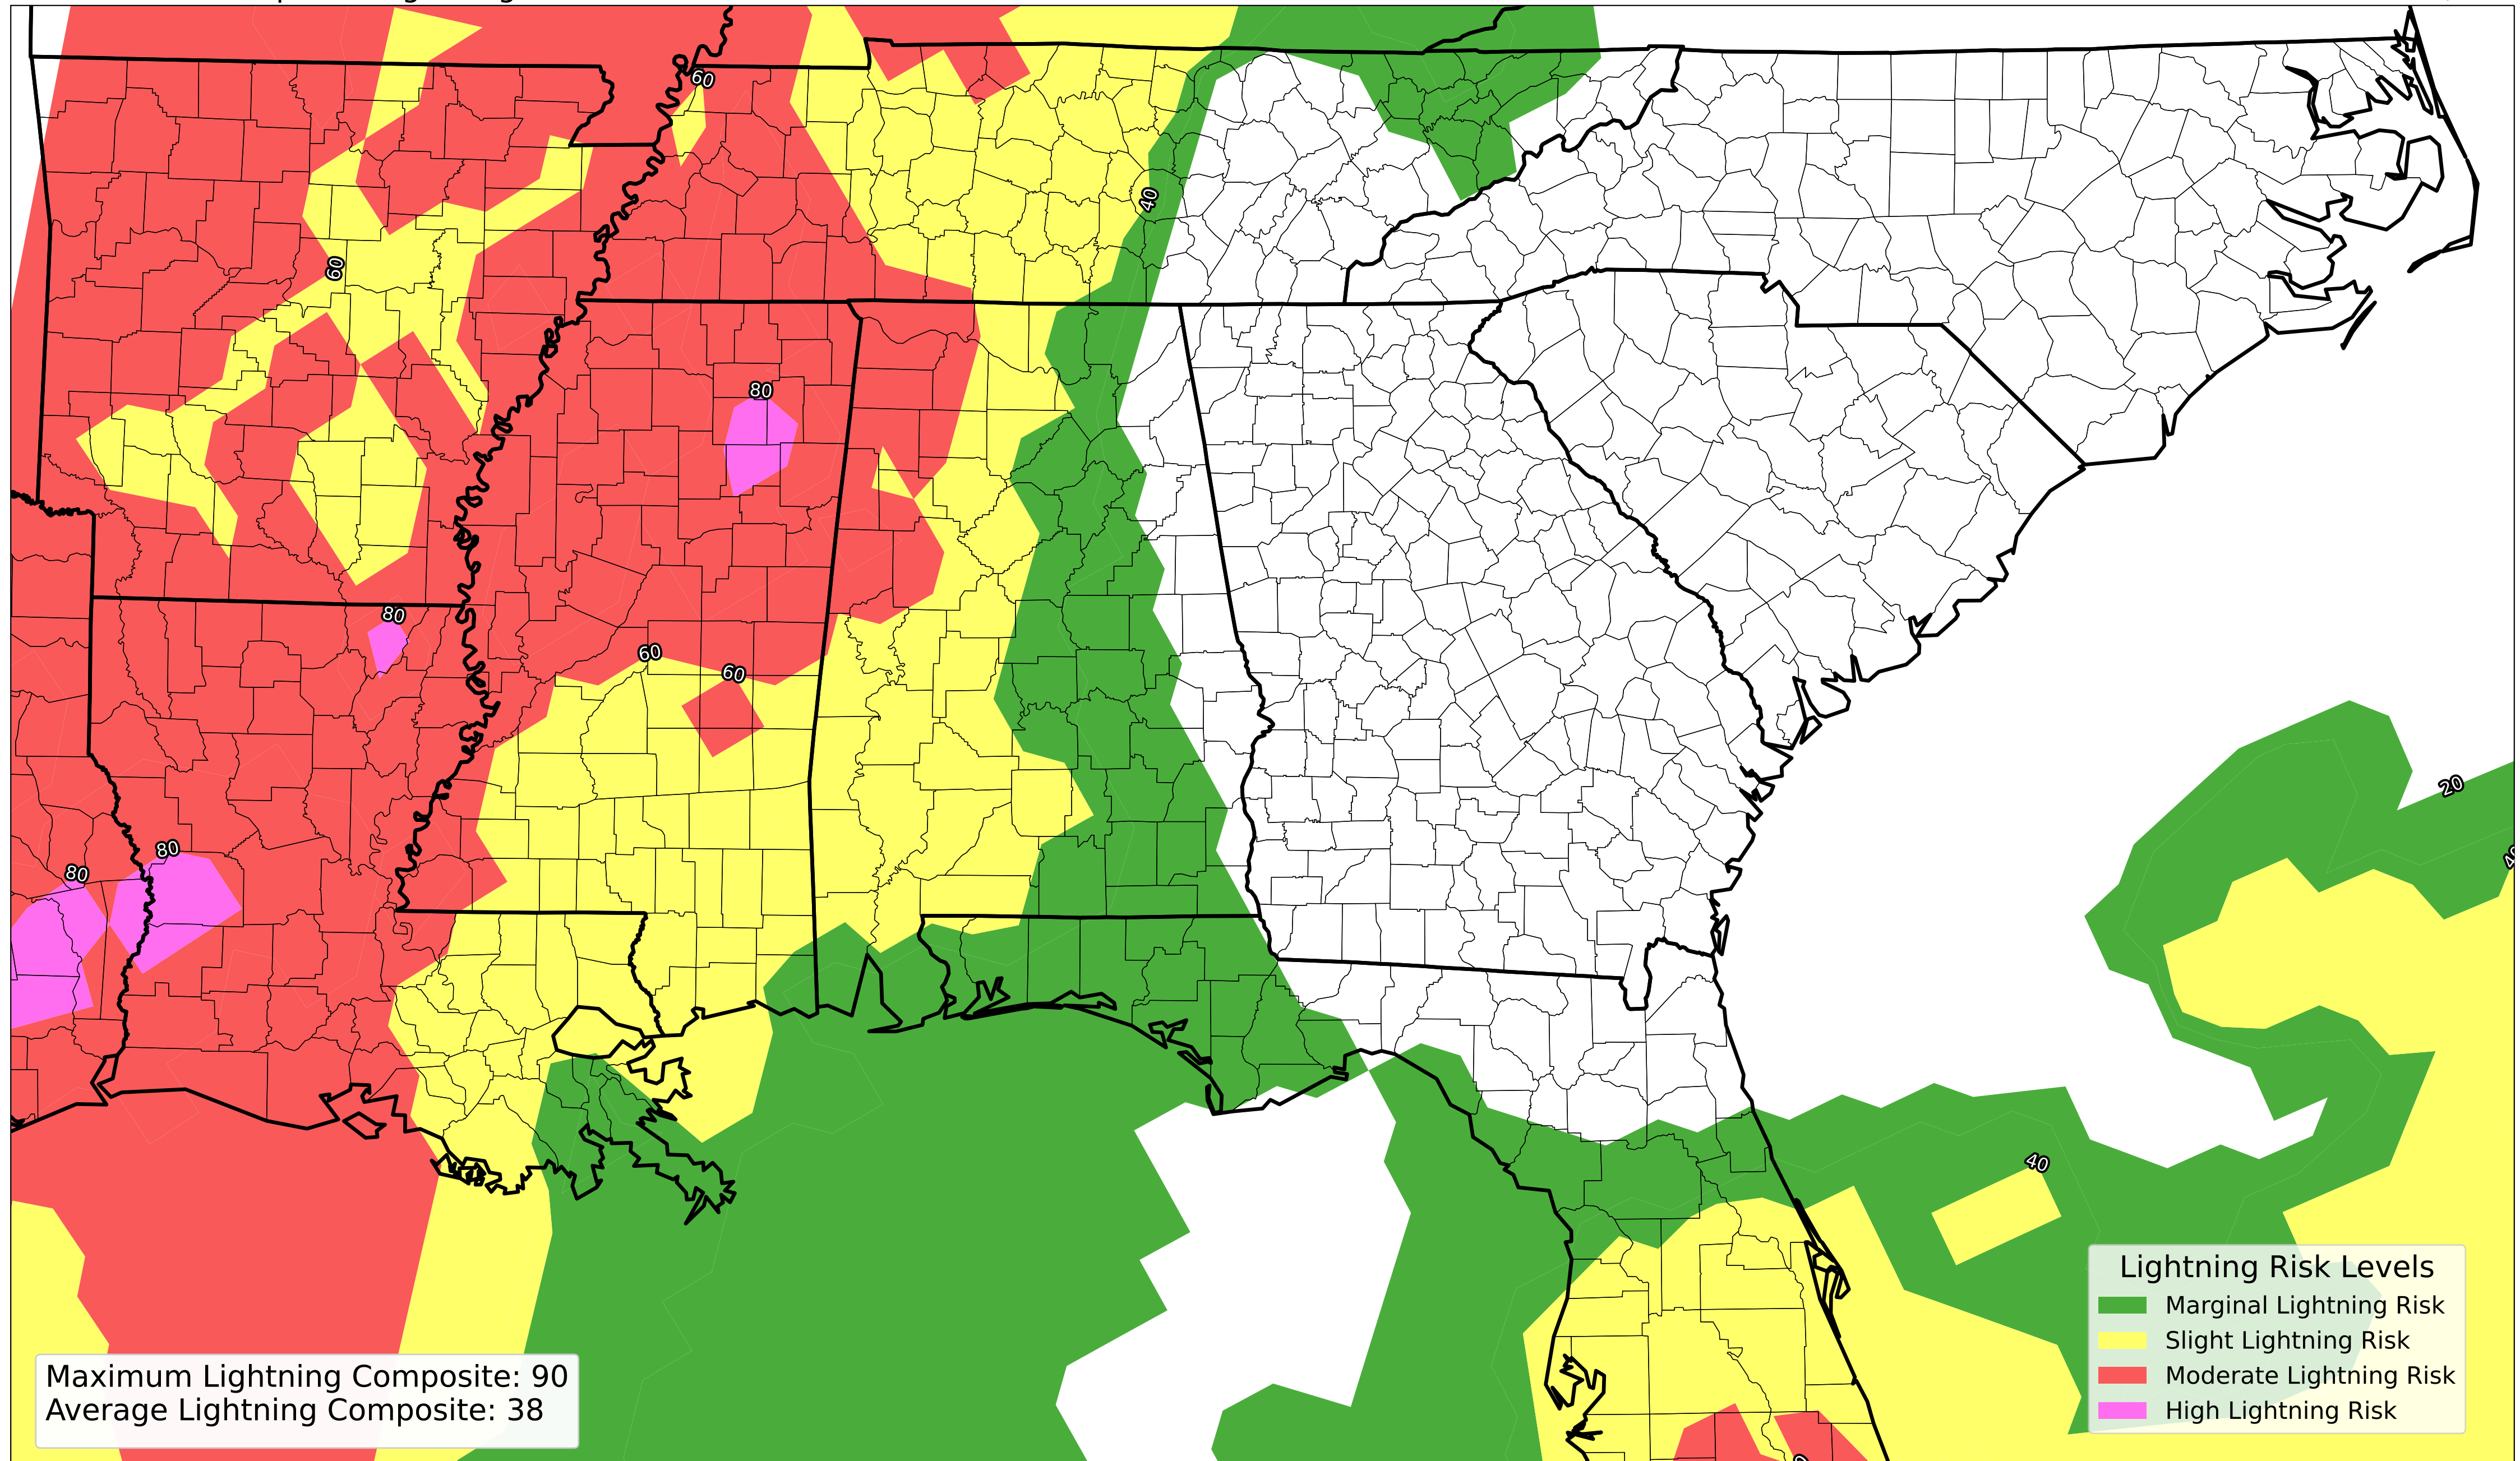 60
40
60
80
80
60
60
20
80
80
40
Lightning Risk Levels
Marginal Lightning Risk
Slight Lightning Risk
Moderate Lightning Risk
High Lightning Risk
Maximum Lightning Composite: 90
Average Lightning Composite: 38